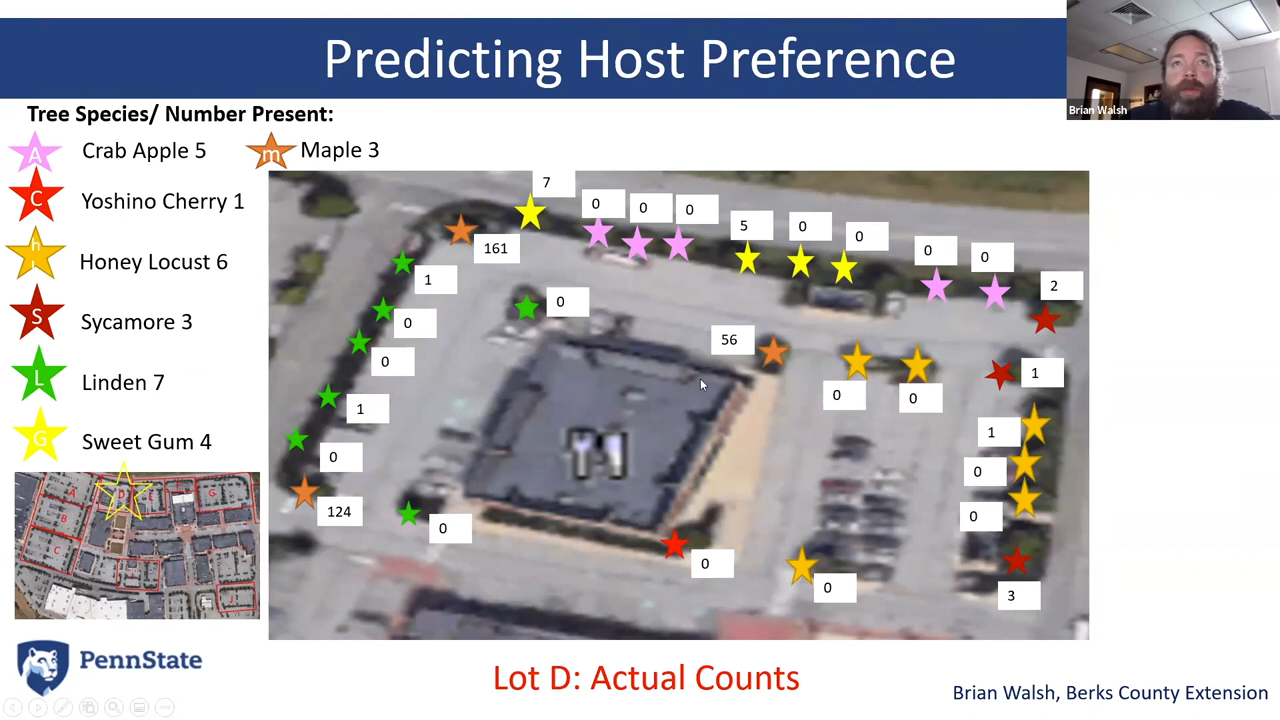 Predicting Host Preference
Brian Walsh
Tree Species/ Number Present:
A Crab Apple 5
m Maple 3
C Yoshino Cherry 1
h Honey Locust 6
S Sycamore 3
L Linden 7
G Sweet Gum 4
7
0
0
0
5
0
0
0
0
2
161
1
0
0
0
1
0
124
0
56
0
0
1
1
0
0
3
0
0
A
B
C
D
G
PennState
Lot D: Actual Counts
Brian Walsh, Berks County Extension